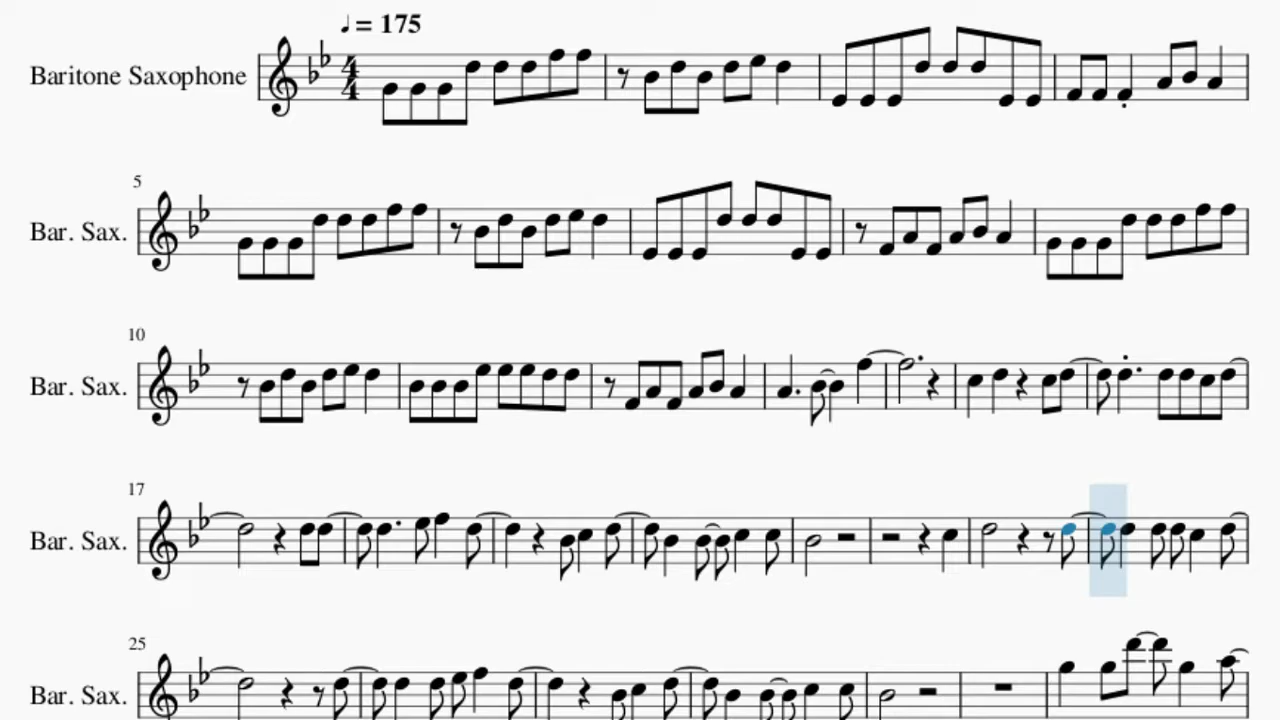 ♩ = 175
Baritone Saxophone
4
4
5
Bar. Sax.
10
Bar. Sax.
17
Bar. Sax.
25
Bar. Sax.